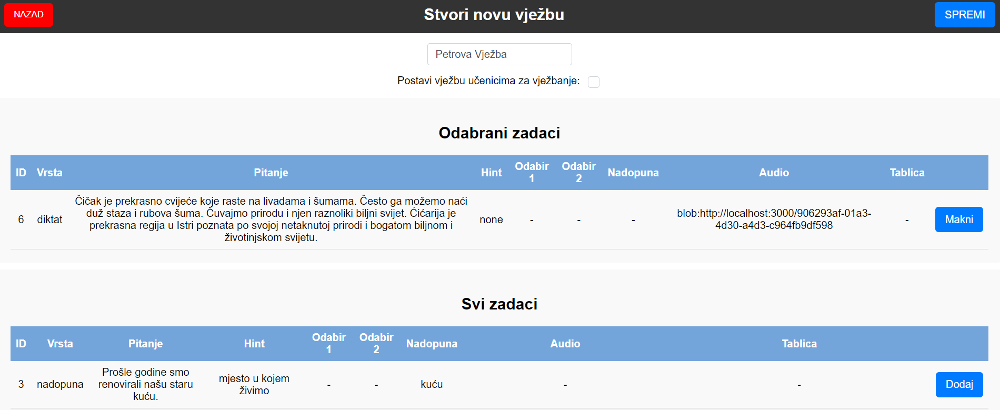 NAZAD
Stvori novu vježbu
SPREMI
Petrova Vježba
Postavi vježbu učenicima za vježbanje:
Odabrani zadaci
ID Vrsta Pitanje Hint Odabir 1 Odabir 2 Nadopuna Audio Tablica
6 diktat
Čičak je prekrasno cvijeće koje raste na livadama i šumama. Često ga možemo naći
duž staza i rubova šuma. Čuvajmo prirodu i njen raznoliki biljni svijet. Ćićarija je
prekrasna regija u Istri poznata po svojoj netaknutoj prirodi i bogatom biljnom i
životinjskom svijetu.
none - - -
blob:http://localhost:3000/906293af-01a3-
4d30-a4d3-c964fb9df598
- Makni
Svi zadaci
ID Vrsta Pitanje Hint Odabir 1 Odabir 2 Nadopuna Audio Tablica
3 nadopuna
Prošle godine smo
renovirali našu staru
kuću.
mjesto u kojem
živimo
- - kuću - - Dodaj